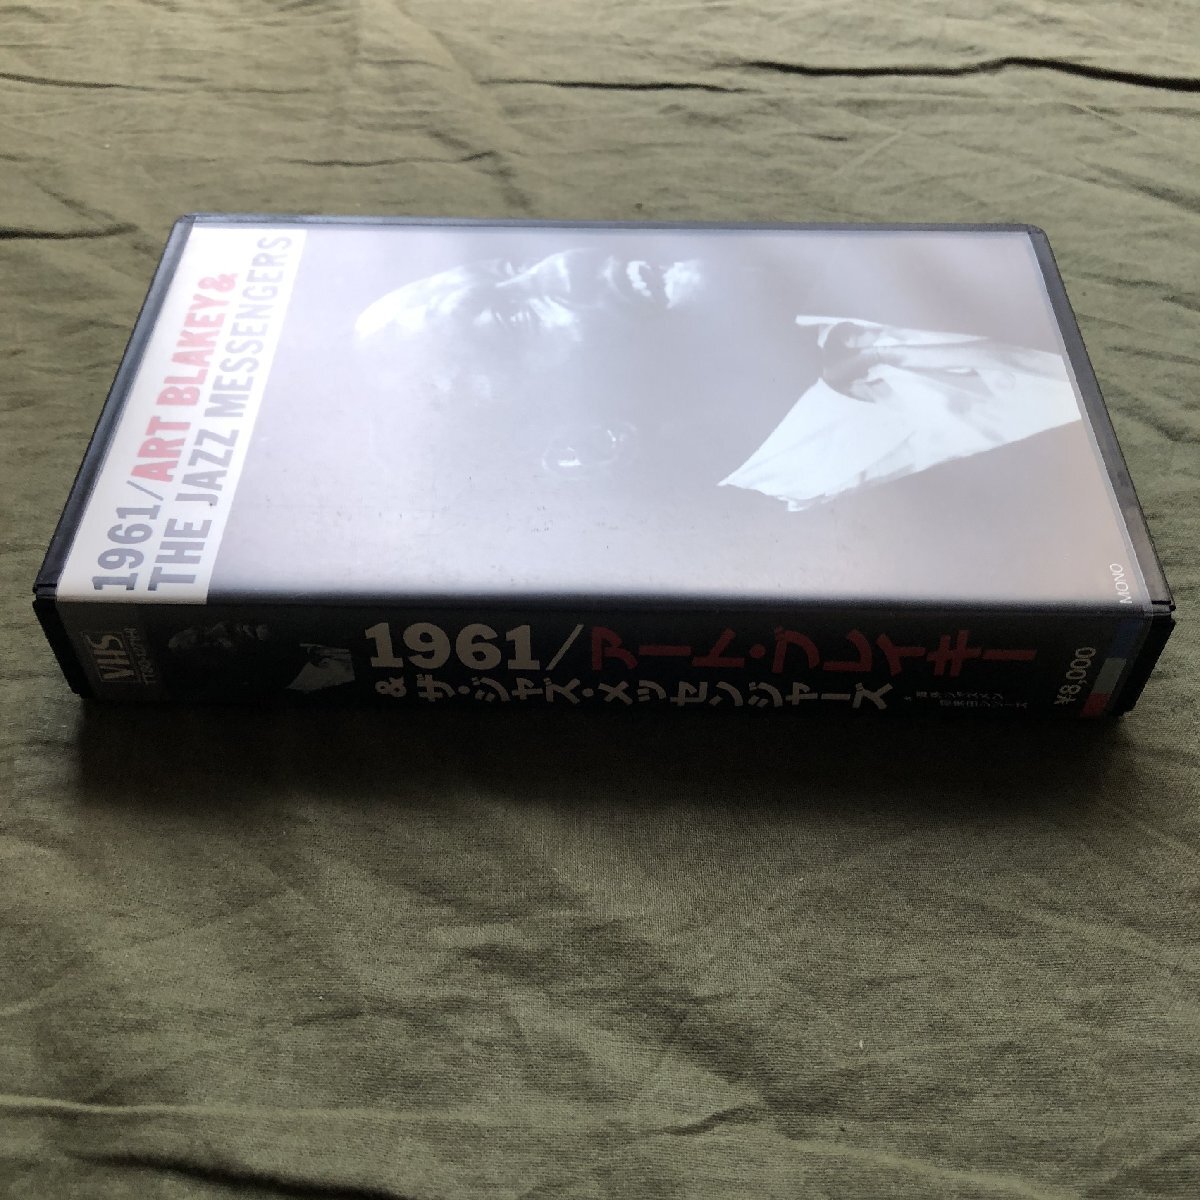 1961/ART BLAKEY&
THE JAZZ MESSENGERS
MONO
VHS
1961/アート・ブレイキー
&ザ・ジャズ・メッセンジャーズ
¥8,000